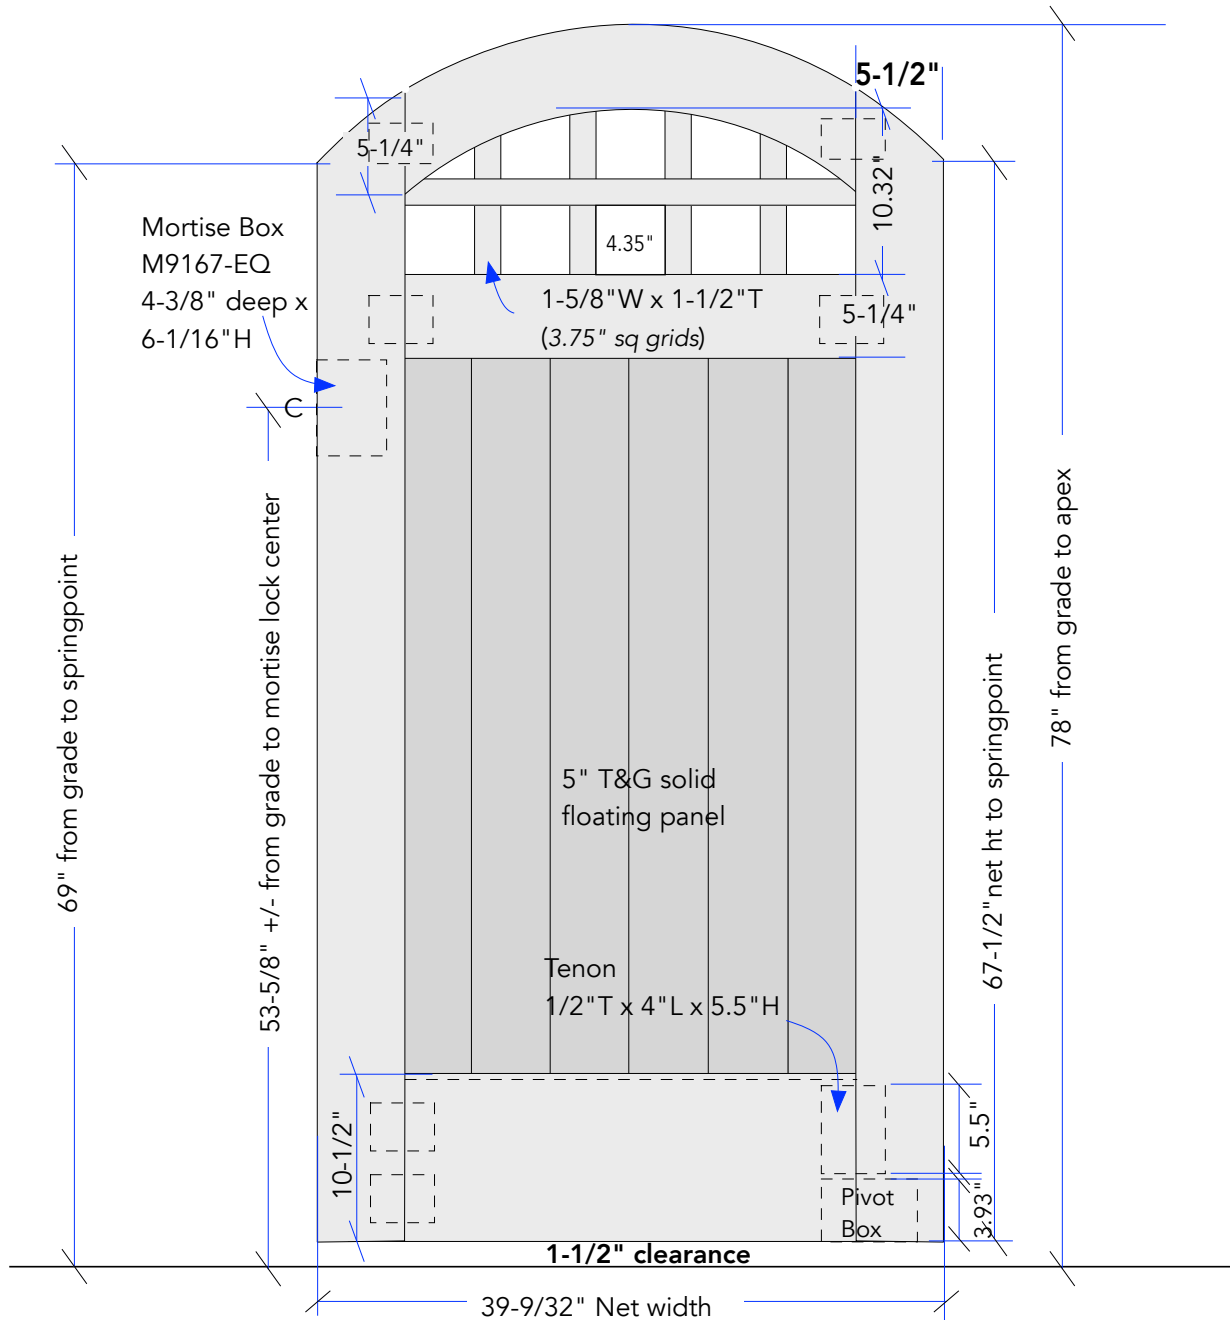 5-1/2"
5-1/4"
10.32"
Mortise Box
M9167-EQ
4-3/8" deep x
6-1/16"H
4.35"
1-5/8"W x 1-1/2"T
(3.75" sq grids)
5-1/4"
C
69" from grade to springpoint
53-5/8" +/- from grade to mortise lock center
78" from grade to apex
67-1/2" net ht to springpoint
5" T&G solid
floating panel
Tenon
1/2"T x 4"L x 5.5"H
10-1/2"
5.5"
3.93"
Pivot
Box
1-1/2" clearance
39-9/32" Net width